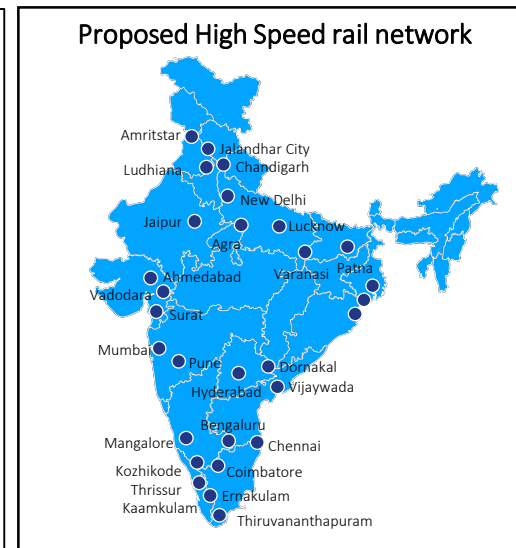 Proposed High Speed rail network
Amritstar
Jalandhar City
Ludhiana
Chandigarh
New Delhi
Jaipur
Lucknow
Agra
Varanasi
Patna
Ahmedabad
Vadodara
Surat
Mumbai
Pune
Dornakal
Hyderabad
Vijaywada
Bengaluru
Mangalore
Chennai
Kozhikode
Coimbatore
Thrissur
Ernakulam
Kaamkulam
Thiruvananthapuram